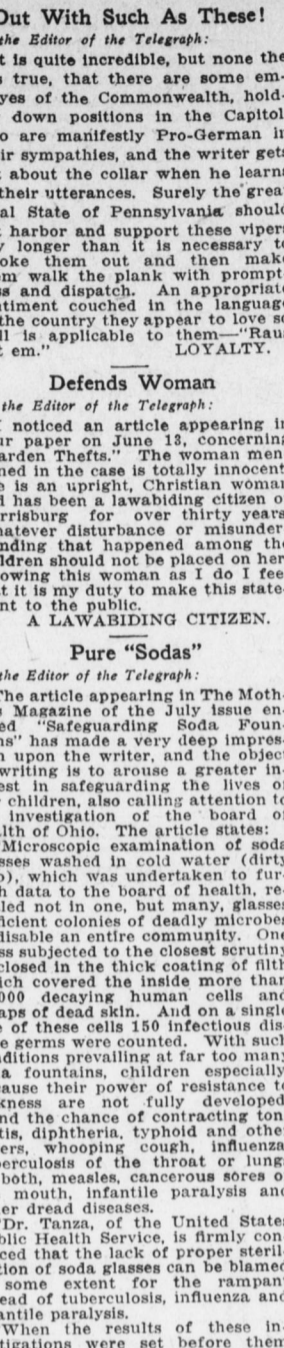 Out With Such As These!
the Editor of the Telegraph:
t is quite incredible, but none the
s true, that there are some em-
yes of the Commonwealth, hold-
down positions in the Capitol
o are manifestly Pro-German in
ir sympathies, and the writer gets
t about the collar when he learns
their utterances. Surely the great
al State of Pennsylvania should
harbor and support these vipers
y longer than it is necessary to
oke them out and then make
em walk the plank with prompt-
ss and dispatch. An appropriate
ntiment couched in the language
the country they appear to love so
ll is applicable to them—"Raus
t em." LOYALTY.
Defends Woman
the Editor of the Telegraph:
I noticed an article appearing in
ur paper on June 13, concerning
arden Thefts." The woman men-
ned in the case is totally innocent.
e is an upright, Christian woman
d has been a lawabiding citizen of
rrisburg for over thirty years.
hatever disturbance or misunder-
nding that happened among the
ldren should not be placed on her.
owing this woman as I do I feel
t it is my duty to make this state-
nt to the public.
A LAWABIDING CITIZEN.
Pure "Sodas"
the Editor of the Telegraph:
The article appearing in The Moth-
s Magazine of the July issue en-
ed "Safeguarding Soda Foun-
ns" has made a very deep impres-
n upon the writer, and the object
writing is to arouse a greater in-
est in safeguarding the lives of
r children, also calling attention to
investigation of the board of
lth of Ohio. The article states:
Microscopic examination of soda
sses washed in cold water (dirty
o), which was undertaken to fur-
h data to the board of health, re-
led not in one, but many, glasses
ficient colonies of deadly microbes
disable an entire community. One
ss subjected to the closest scrutiny
closed in the thick coating of filth
ich covered the inside more than
000 decaying human cells and
aps of dead skin. And on a single
e of these cells 150 infectious dis-
e germs were counted. With such
ditions prevailing at far too many
a fountains, children especially
ause their power of resistance to
kness are not fully developed
nd the chance of contracting ton-
tis, diphtheria, typhoid and other
ers, whooping cough, influenza,
erculosis of the throat or lungs
both, measles, cancerous sores of
mouth, infantile paralysis and
er dread diseases.
"Dr. Tanza, of the United States
blic Health Service, is firmly con-
ced that the lack of proper steril-
tion of soda glasses can be blamed
some extent for the rampant
ead of tuberculosis, influenza and
antile paralysis.
When the results of these in-
tigations were set before them